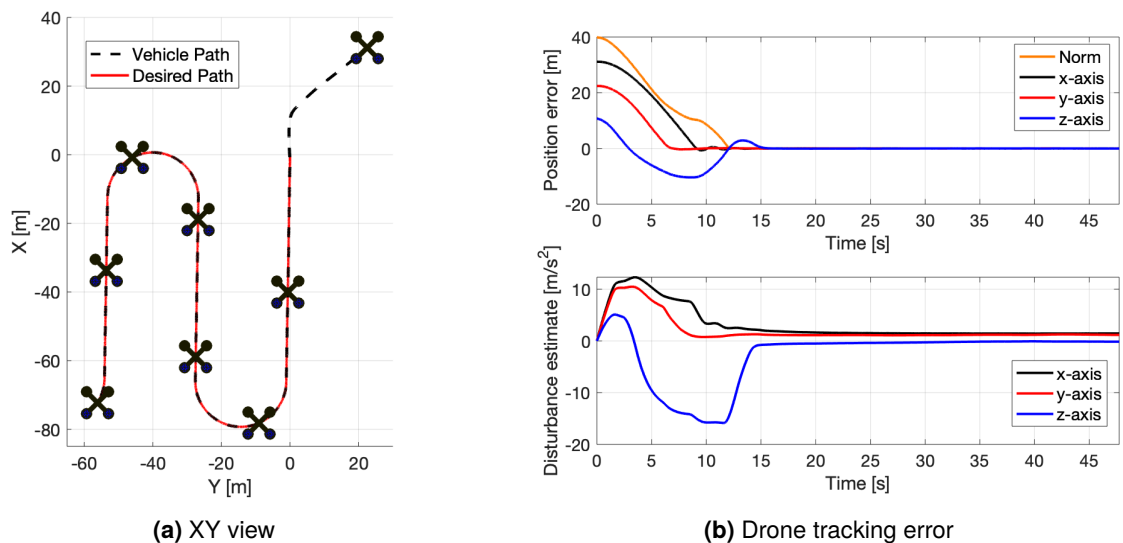 40
20
0
-20
-40
-60
-80
X [m]
-60 -40 -20 0 20
Y [m]
Vehicle Path
Desired Path
(a) XY view
40
20
0
-20
Position error [m]
0 5 10 15 20 25 30 35 40 45
Time [s]
Norm
x-axis
y-axis
z-axis
10
0
-10
-20
Disturbance estimate [m/s²]
0 5 10 15 20 25 30 35 40 45
Time [s]
x-axis
y-axis
z-axis
(b) Drone tracking error